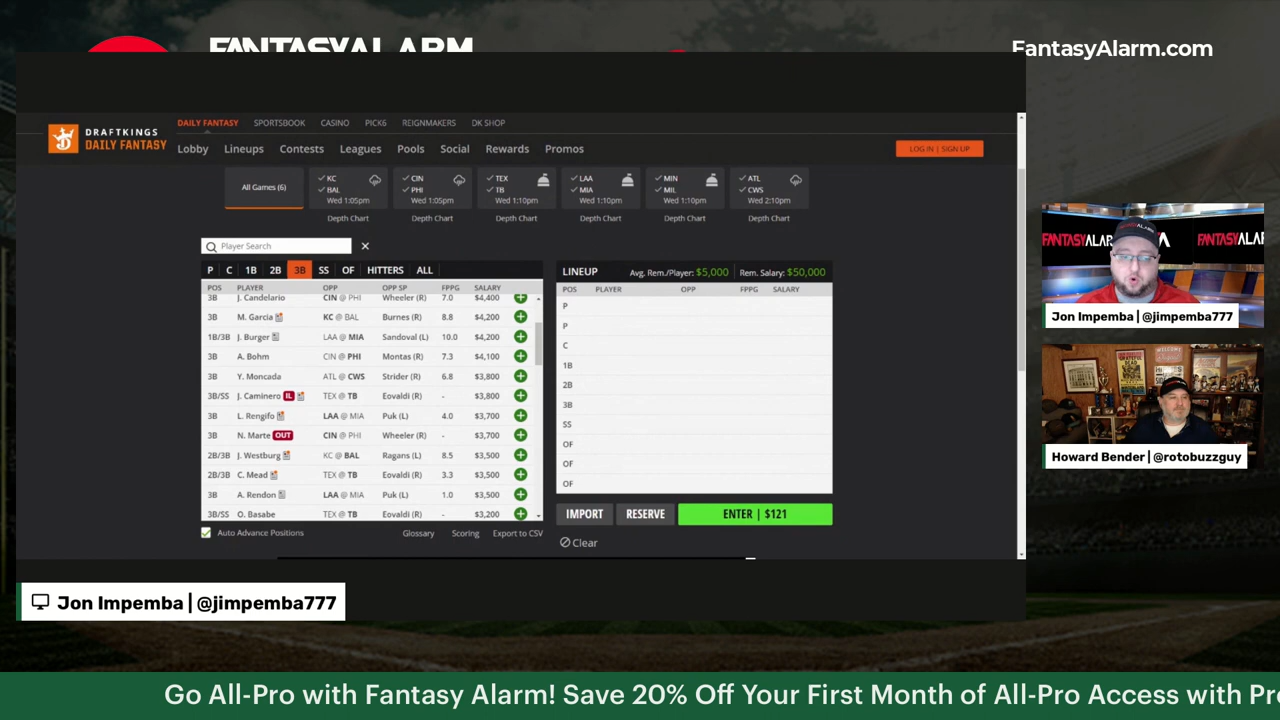 FANTASYALARM
FantasyAlarm.com
DRAFTKINGS
DAILY FANTASY
DAILY FANTASY SPORTSBOOK CASINO PICK6 REIGNMAKERS DK SHOP
Lobby Lineups Contests Leagues Pools Social Rewards Promos
LOG IN | SIGN UP
All Games (6)
KC CIN TEX LAA MIN ATL
BAL PHI TB MIA MIL CWS
Wed 1:05pm Wed 1:05pm Wed 1:10pm Wed 1:10pm Wed 1:10pm Wed 2:10pm
Depth Chart Depth Chart Depth Chart Depth Chart Depth Chart Depth Chart
Player Search
P C 1B 2B 3B SS OF HITTERS ALL
POS PLAYER OPP OPP SP FPPG SALARY
3B J. Candelario CIN @ PHI Wheeler (R) 7.0 $4,400
3B M. Garcia KC @ BAL Burnes (R) 8.8 $4,200
1B/3B J. Burger LAA @ MIA Sandoval (L) 10.0 $4,200
3B A. Bohm CIN @ PHI Montas (R) 7.3 $4,100
3B Y. Moncada ATL @ CWS Strider (R) 6.8 $3,800
3B/SS J. Caminero IL TEX @ TB Eovaldi (R) - $3,800
3B L. Rengifo LAA @ MIA Puk (L) 4.0 $3,700
3B N. Marte OUT CIN @ PHI Wheeler (R) - $3,700
2B/3B J. Westburg KC @ BAL Ragans (L) 8.5 $3,500
2B/3B C. Mead TEX @ TB Eovaldi (R) 3.3 $3,500
3B A. Rendon LAA @ MIA Puk (L) 1.0 $3,500
3B/SS O. Basabe TEX @ TB Eovaldi (R) - $3,200
Auto Advance Positions Glossary Scoring Export to CSV
LINEUP Avg. Rem./Player: $5,000 Rem. Salary: $50,000
POS PLAYER OPP FPPG SALARY
P
P
C
1B
2B
3B
SS
OF
OF
OF
IMPORT RESERVE ENTER | $121
Clear
FANTASYALAR
FANTASYALAR
Jon Impemba | @jimpemba777
Howard Bender | @rotobuzzguy
Jon Impemba | @jimpemba777
Go All-Pro with Fantasy Alarm! Save 20% Off Your First Month of All-Pro Access with Pr